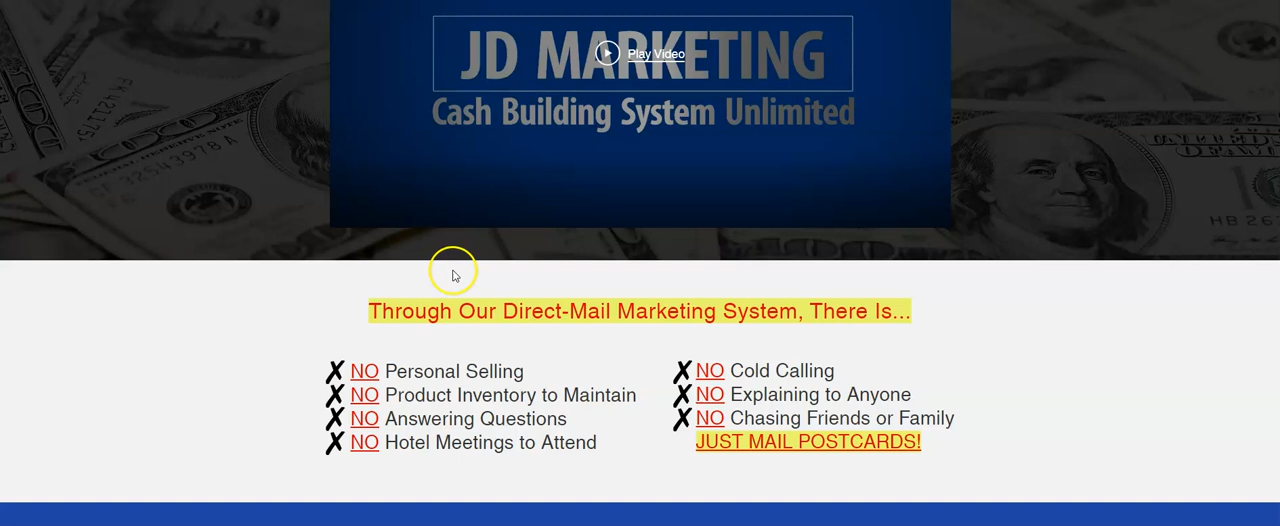 JD MARKETING
Play Video
Cash Building System Unlimited
Through Our Direct-Mail Marketing System, There Is...
✗ NO Personal Selling
✗ NO Product Inventory to Maintain
✗ NO Answering Questions
✗ NO Hotel Meetings to Attend
✗ NO Cold Calling
✗ NO Explaining to Anyone
✗ NO Chasing Friends or Family
JUST MAIL POSTCARDS!